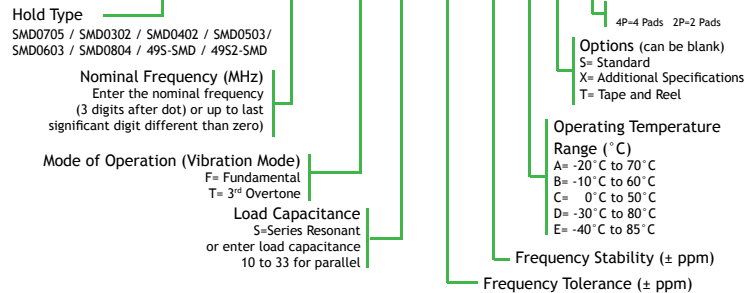 Hold Type
SMD0705 / SMD0302 / SMD0402 / SMD0503/
SMD0603 / SMD0804 / 49S-SMD / 49S2-SMD
Nominal Frequency (MHz)
Enter the nominal frequency
(3 digits after dot) or up to last
significant digit different than zero)
Mode of Operation (Vibration Mode)
F= Fundamental
T= 3rd Overtone
Load Capacitance
S=Series Resonant
or enter load capacitance
10 to 33 for parallel
4P=4 Pads 2P=2 Pads
Options (can be blank)
S= Standard
X= Additional Specifications
T= Tape and Reel
Operating Temperature
Range (°C)
A= -20°C to 70°C
B= -10°C to 60°C
C= 0°C to 50°C
D= -30°C to 80°C
E= -40°C to 85°C
Frequency Stability (± ppm)
Frequency Tolerance (± ppm)